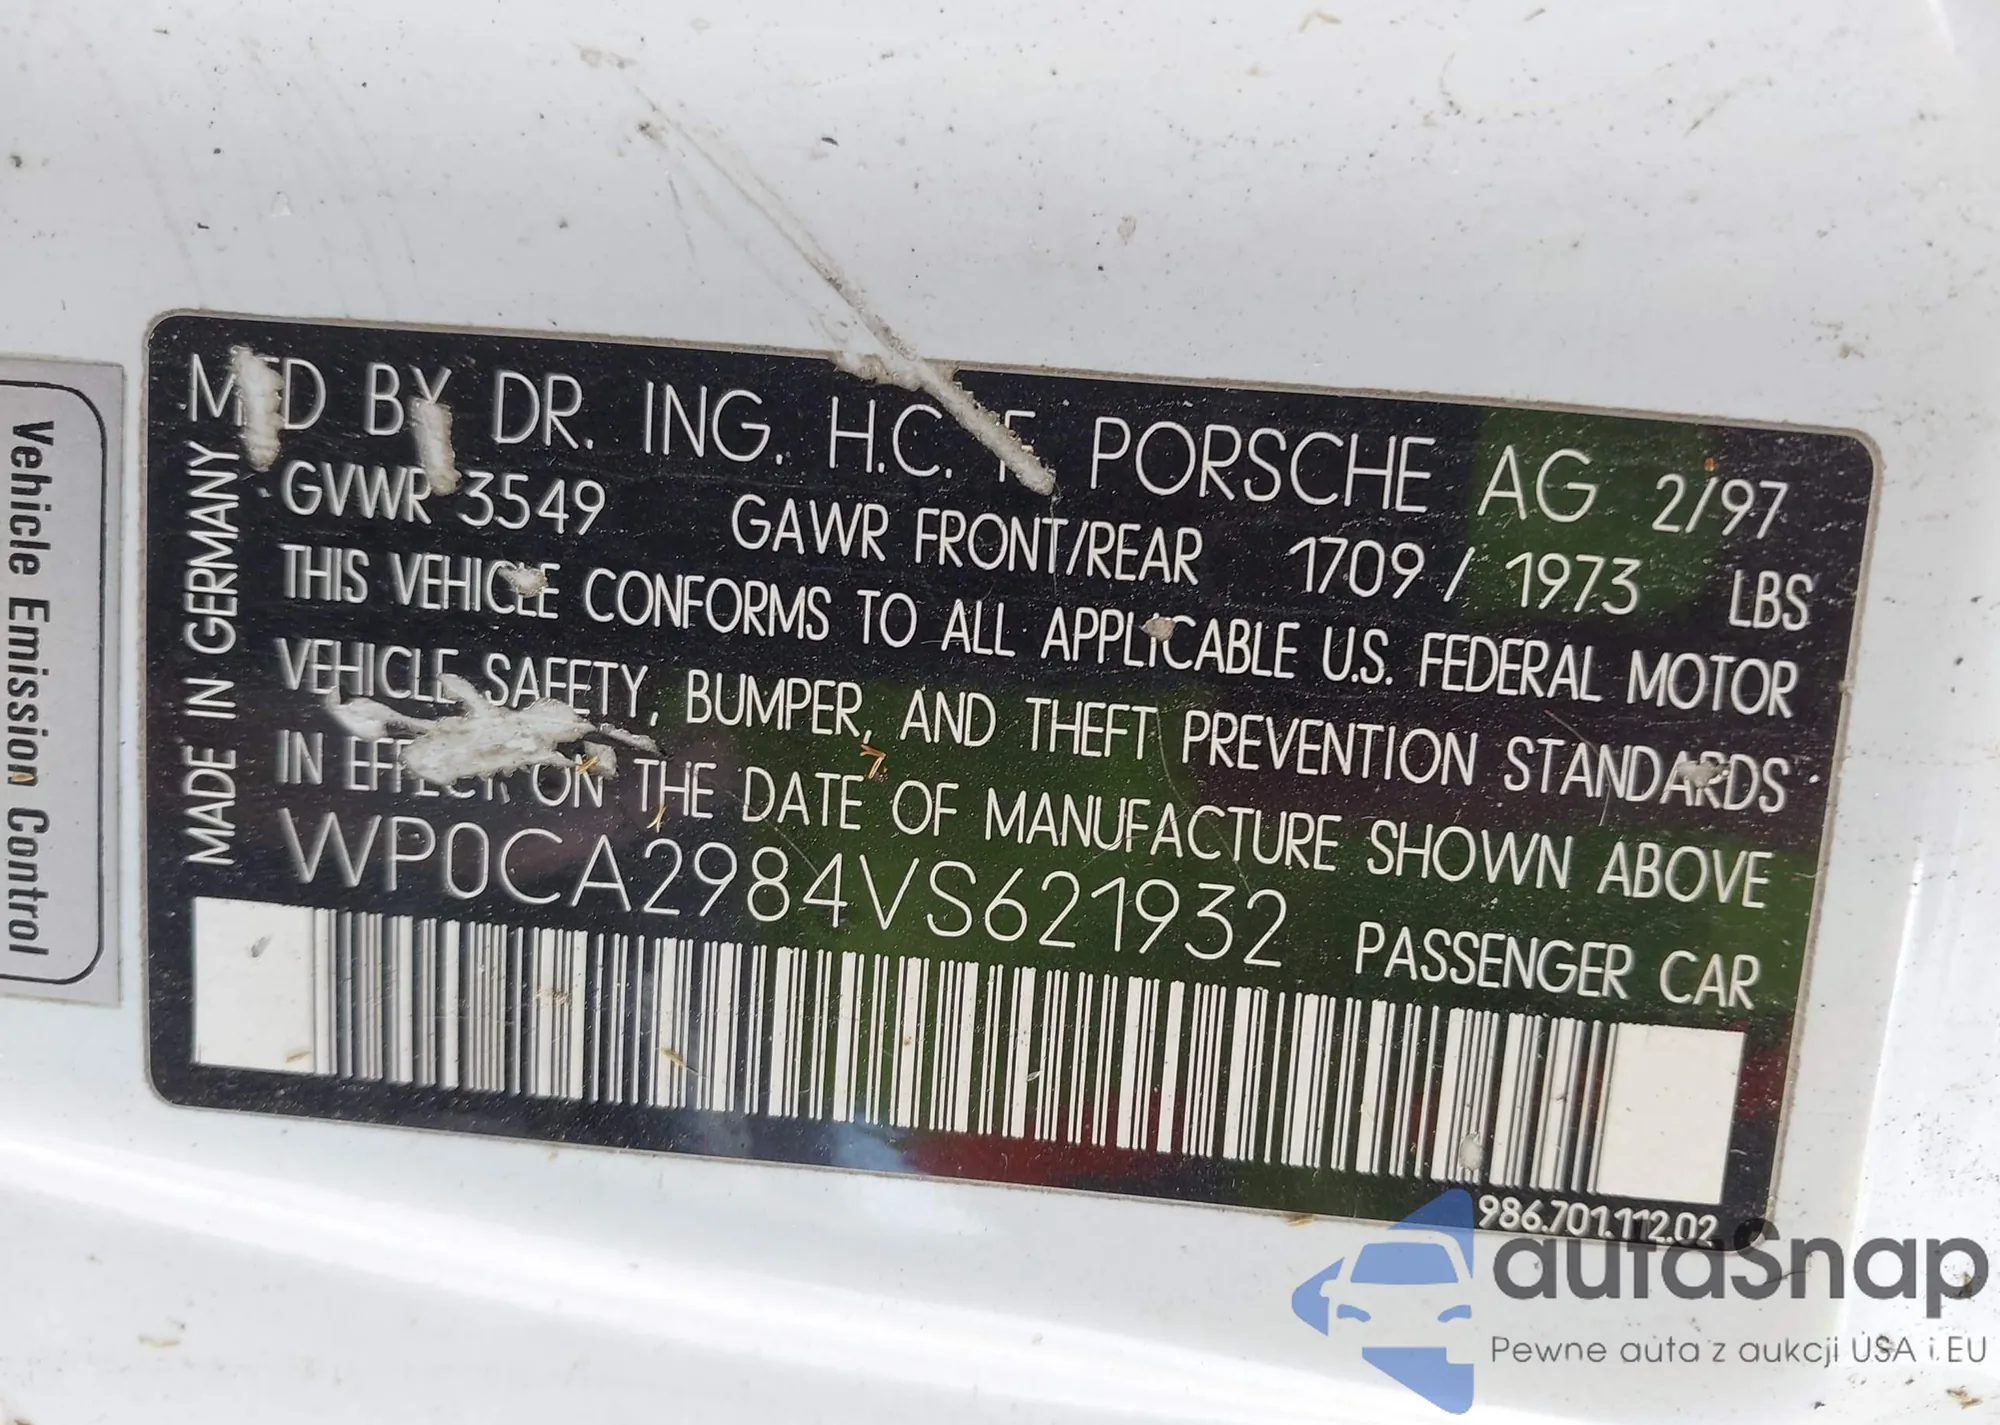 Vehicle Emission Control
MADE IN GERMANY
MFD BY DR. ING. H.C. F. PORSCHE AG 2/97
GVWR 3549 GAWR FRONT/REAR 1709 / 1973 LBS
THIS VEHICLE CONFORMS TO ALL APPLICABLE U.S. FEDERAL MOTOR
VEHICLE SAFETY, BUMPER, AND THEFT PREVENTION STANDARDS
IN EFFECT ON THE DATE OF MANUFACTURE SHOWN ABOVE
WP0CA2984VS621932 PASSENGER CAR
986.701.112.02
autaSnap
Pewne auta z aukcji USA i EU